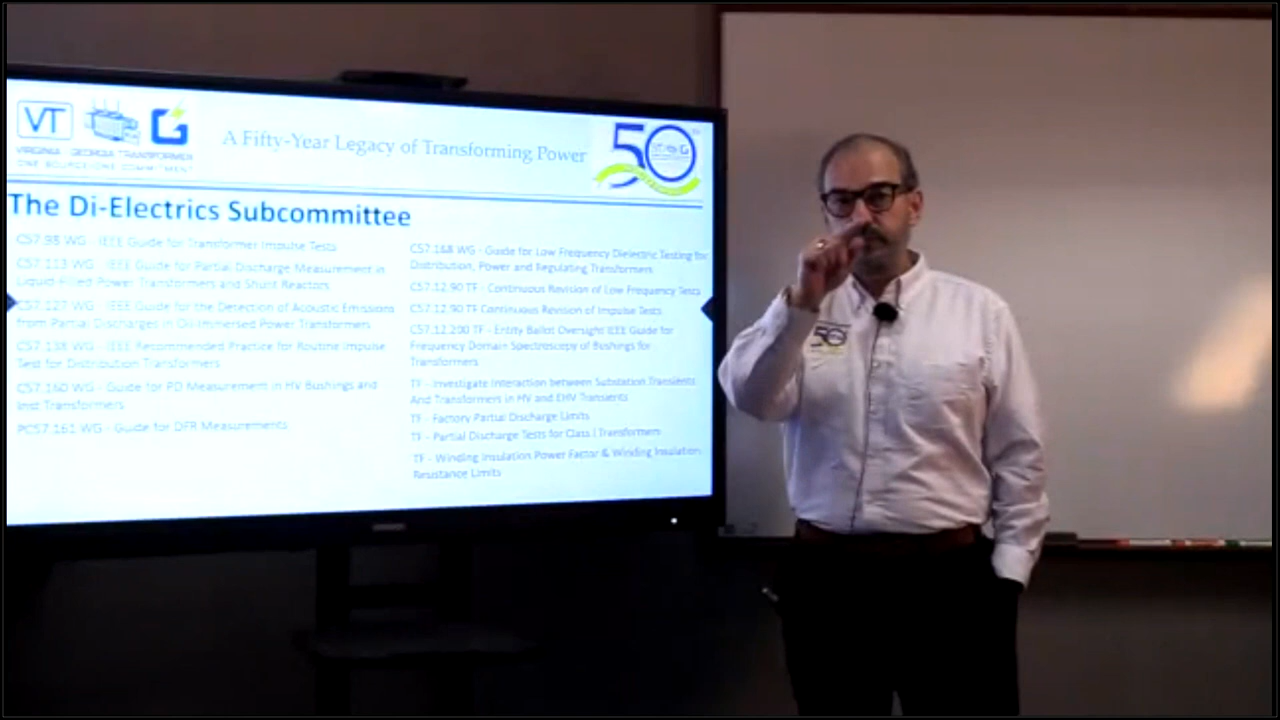 VT
G
VIRGINIA - GEORGIA TRANSFORMER
ONE SOURCE-ONE COMMITMENT
A Fifty-Year Legacy of Transforming Power
50
The Di-Electrics Subcommittee
C57.98 WG - IEEE Guide for Transformer Impulse Tests
C57.113 WG - IEEE Guide for Partial Discharge Measurement in
Liquid-Filled Power Transformers and Shunt Reactors
C57.127 WG - IEEE Guide for the Detection of Acoustic Emissions
from Partial Discharges in Oil-Immersed Power Transformers
C57.138 WG - IEEE Recommended Practice for Routine Impulse
Test for Distribution Transformers
C57.160 WG - Guide for PD Measurement in HV Bushings and
Inst Transformers
PC57.161 WG - Guide for DFR Measurements
C57.168 WG - Guide for Low Frequency Dielectric Testing for
Distribution, Power and Regulating Transformers
C57.12.90 TF - Continuous Revision of Low Frequency Tests
C57.12.90 TF Continuous Revision of Impulse Tests
C57.12.200 TF - Entity Ballot Oversight IEEE Guide for
Frequency Domain Spectroscopy of Bushings for
Transformers
TF - Investigate Interaction between Substation Transients
And Transformers in HV and EHV Transients
TF - Factory Partial Discharge Limits
TF - Partial Discharge Tests for Class I Transformers
TF - Winding Insulation Power Factor & Winding Insulation
Resistance Limits
50